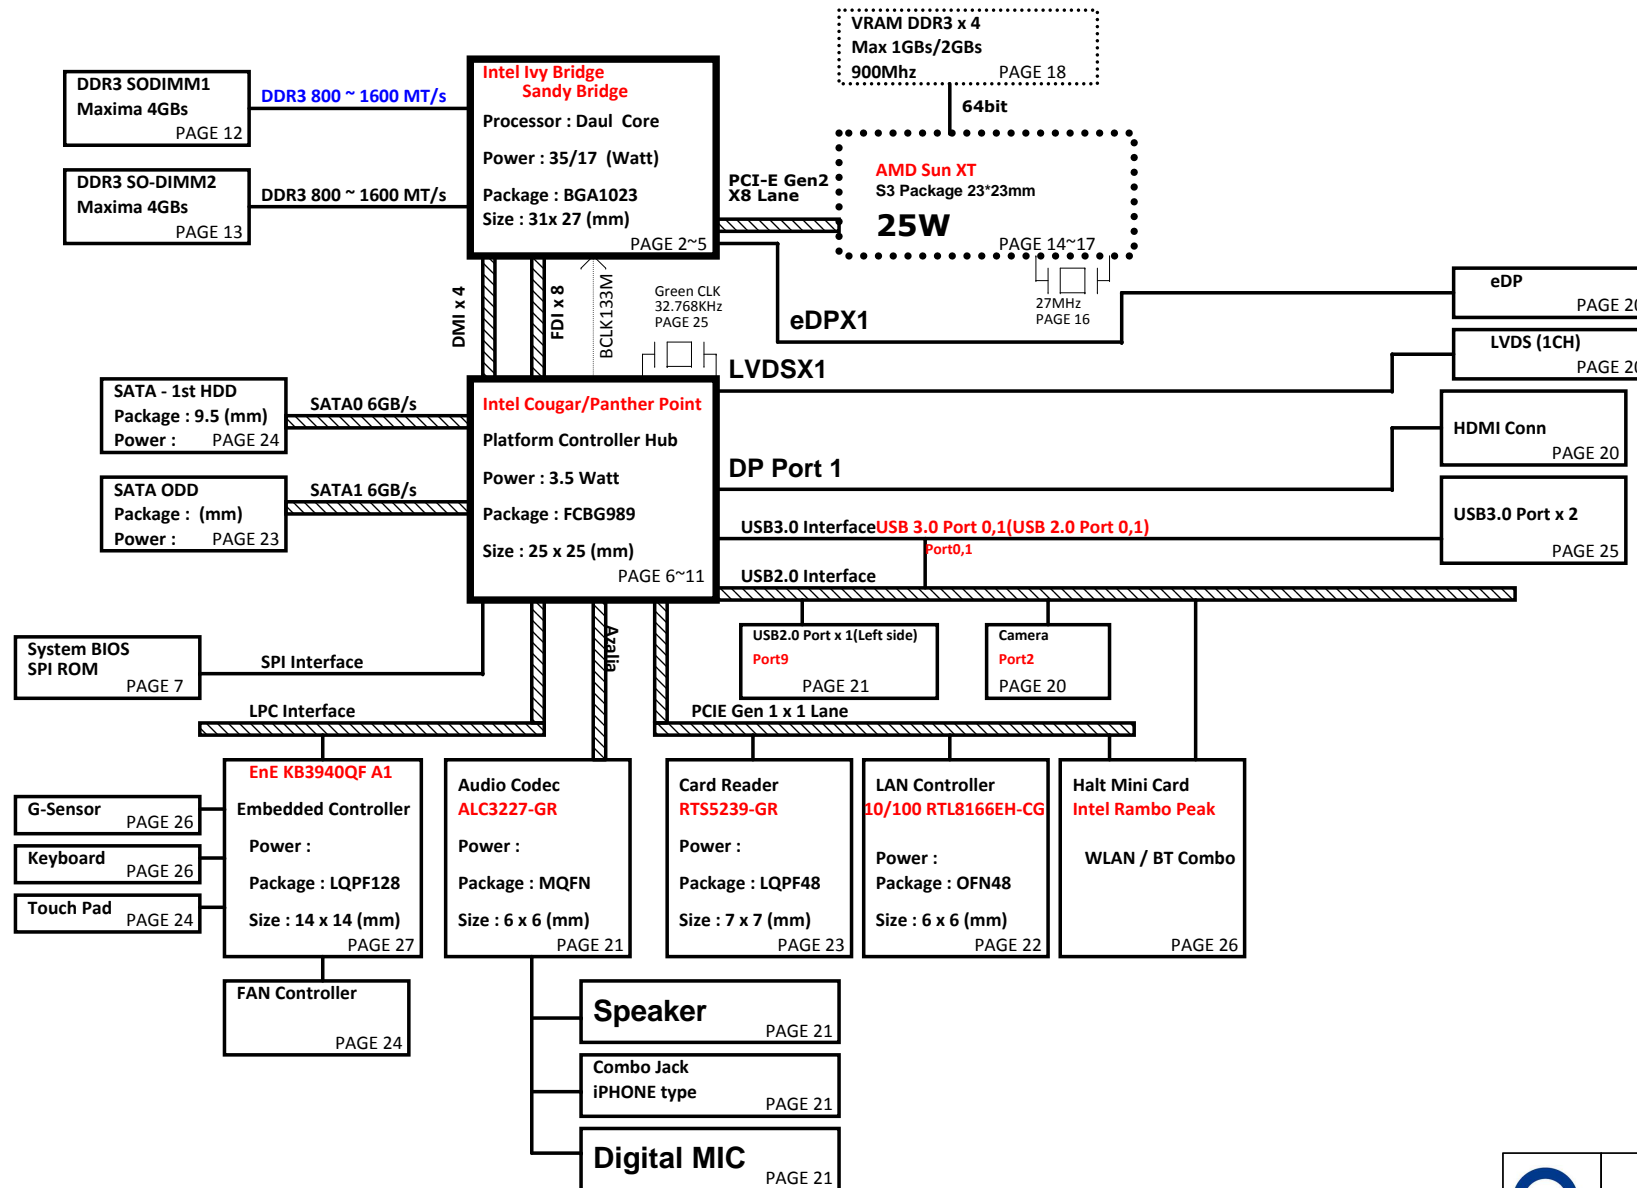 VRAM DDR3 x 4
Max 1GBs/2GBs
900Mhz PAGE 18
64bit
DDR3 SODIMM1
Maxima 4GBs
PAGE 12
DDR3 800 ~ 1600 MT/s
DDR3 SO-DIMM2
Maxima 4GBs
PAGE 13
DDR3 800 ~ 1600 MT/s
Intel Ivy Bridge
Sandy Bridge
Processor : Daul Core
Power : 35/17 (Watt)
Package : BGA1023
Size : 31x 27 (mm)
PAGE 2~5
PCI-E Gen2
X8 Lane
AMD Sun XT
S3 Package 23*23mm
25W
PAGE 14~17
27MHz
PAGE 16
DMI x 4
FDI x 8
BCLK133M
Green CLK
32.768KHz
PAGE 25
eDPX1
eDP
PAGE 20
LVDSX1
LVDS (1CH)
PAGE 20
SATA - 1st HDD
Package : 9.5 (mm)
Power : PAGE 24
SATA0 6GB/s
SATA ODD
Package : (mm)
Power : PAGE 23
SATA1 6GB/s
Intel Cougar/Panther Point
Platform Controller Hub
Power : 3.5 Watt
Package : FCBG989
Size : 25 x 25 (mm)
PAGE 6~11
DP Port 1
HDMI Conn
PAGE 20
USB3.0 Interface USB 3.0 Port 0,1(USB 2.0 Port 0,1)
Port0,1
USB3.0 Port x 2
PAGE 25
USB2.0 Interface
USB2.0 Port x 1(Left side)
Port9
PAGE 21
Camera
Port2
PAGE 20
System BIOS
SPI ROM
PAGE 7
SPI Interface
Azalia
LPC Interface
PCIE Gen 1 x 1 Lane
G-Sensor
PAGE 26
Keyboard
PAGE 26
Touch Pad
PAGE 24
EnE KB3940QF A1
Embedded Controller
Power :
Package : LQPF128
Size : 14 x 14 (mm)
PAGE 27
Audio Codec
ALC3227-GR
Power :
Package : MQFN
Size : 6 x 6 (mm)
PAGE 21
Card Reader
RTS5239-GR
Power :
Package : LQPF48
Size : 7 x 7 (mm)
PAGE 23
LAN Controller
10/100 RTL8166EH-CG
Power :
Package : OFN48
Size : 6 x 6 (mm)
PAGE 22
Halt Mini Card
Intel Rambo Peak
WLAN / BT Combo
PAGE 26
FAN Controller
PAGE 24
Speaker
PAGE 21
Combo Jack
iPHONE type
PAGE 21
Digital MIC
PAGE 21